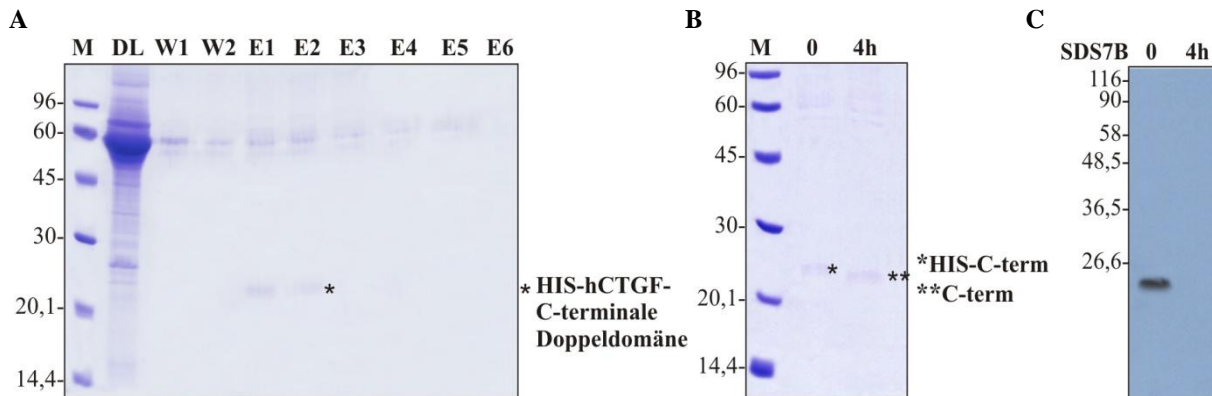 A
M DL W1 W2 E1 E2 E3 E4 E5 E6
96-
60-
45-
30-
20,1-
14,4-
*
* HIS-hCTGF-
C-terminale
Doppeldomäne
B
M 0 4h
96-
60-
45-
30-
20,1-
14,4-
*
**
*HIS-C-term
**C-term
C
SDS7B 0 4h
116-
90-
58-
48,5-
36,5-
26,6-